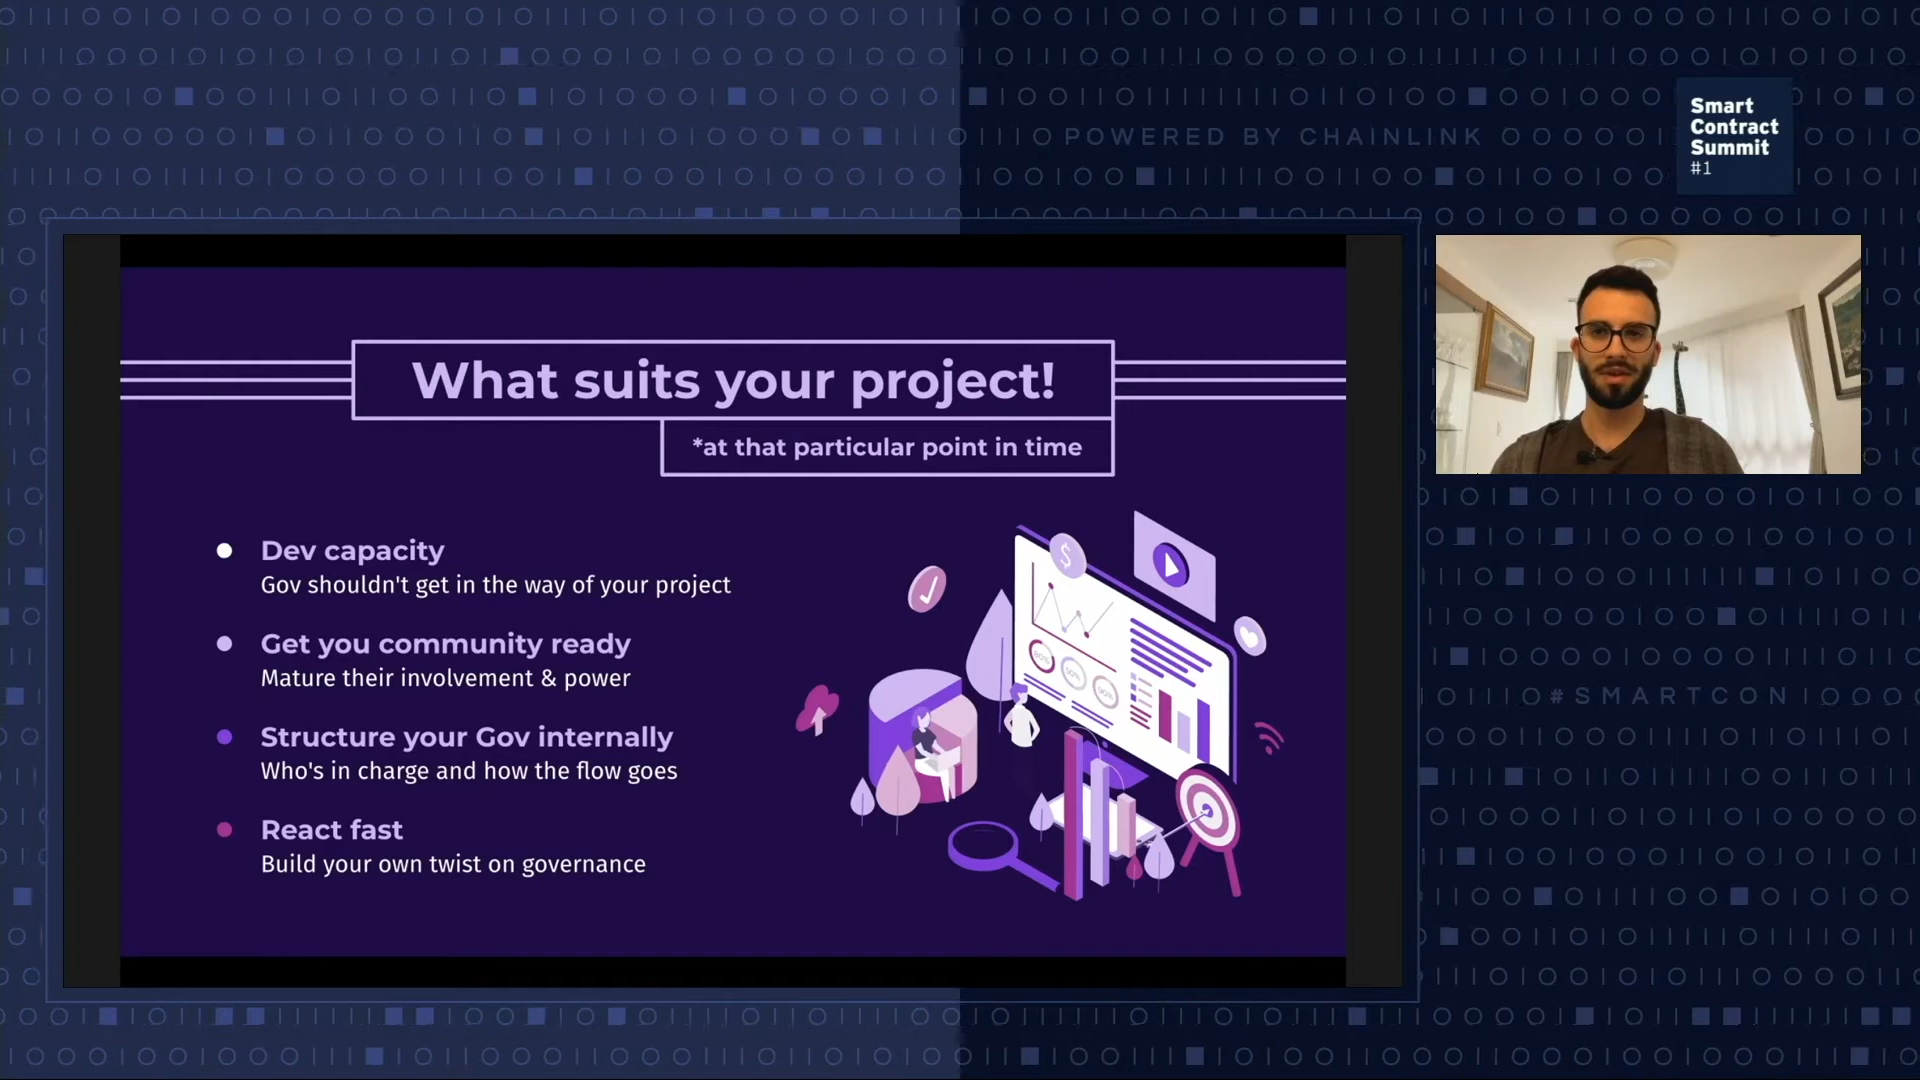 POWERED BY CHAINLINK
Smart
Contract
Summit
#1
What suits your project!
*at that particular point in time
Dev capacity
Gov shouldn't get in the way of your project
Get you community ready
Mature their involvement & power
Structure your Gov internally
Who's in charge and how the flow goes
React fast
Build your own twist on governance
$
80%
50%
90%
#SMARTCON